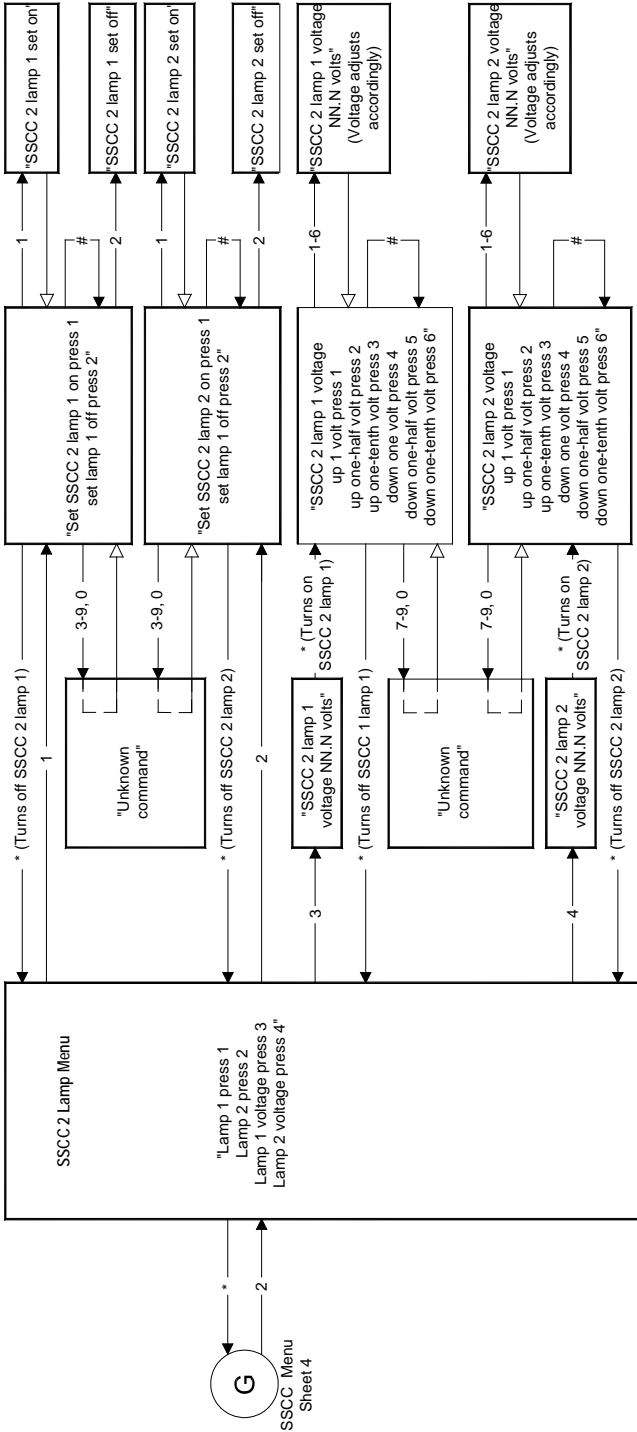 G
SSCC Menu
Sheet 4
*
2
SSCC 2 Lamp Menu
"Lamp 1 press 1
Lamp 2 press 2
Lamp 1 voltage press 3
Lamp 2 voltage press 4"
* (Turns off SSCC 2 lamp 1)
1
"Unknown
command"
3-9, 0
3-9, 0
* (Turns off SSCC 2 lamp 2)
2
3
"SSCC 2 lamp 1
voltage NN.N volts"
* (Turns on
SSCC 2 lamp 1)
* (Turns off SSCC 1 lamp 2)
"Unknown
command"
7-9, 0
7-9, 0
4
"SSCC 2 lamp 2
voltage NN.N volts"
* (Turns on
SSCC 2 lamp 2)
* (Turns off SSCC 2 lamp 2)
"Set SSCC 2 lamp 1 on press 1
set lamp 1 off press 2"
1
#
2
"SSCC 2 lamp 1 set on'
"SSCC 2 lamp 1 set off"
"Set SSCC 2 lamp 2 on press 1
set lamp 1 off press 2"
1
#
2
"SSCC 2 lamp 2 set on'
"SSCC 2 lamp 2 set off"
"SSCC 2 lamp 1 voltage
up 1 volt press 1
up one-half volt press 2
up one-tenth volt press 3
down one volt press 4
down one-half volt press 5
down one-tenth volt press 6"
1-6
#
"SSCC 2 lamp 1 voltage
NN.N volts"
(Voltage adjusts
accordingly)
"SSCC 2 lamp 2 voltage
up 1 volt press 1
up one-half volt press 2
up one-tenth volt press 3
down one volt press 4
down one-half volt press 5
down one-tenth volt press 6"
1-6
#
"SSCC 2 lamp 2 voltage
NN.N volts"
(Voltage adjusts
accordingly)